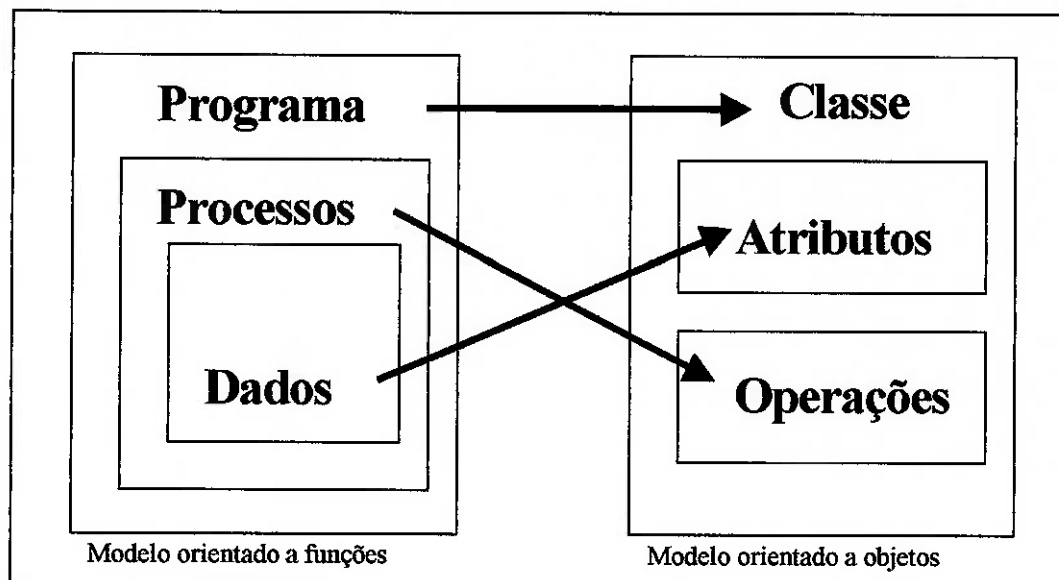 Programa
Processos
Dados
Modelo orientado a funções
Classe
Atributos
Operações
Modelo orientado a objetos